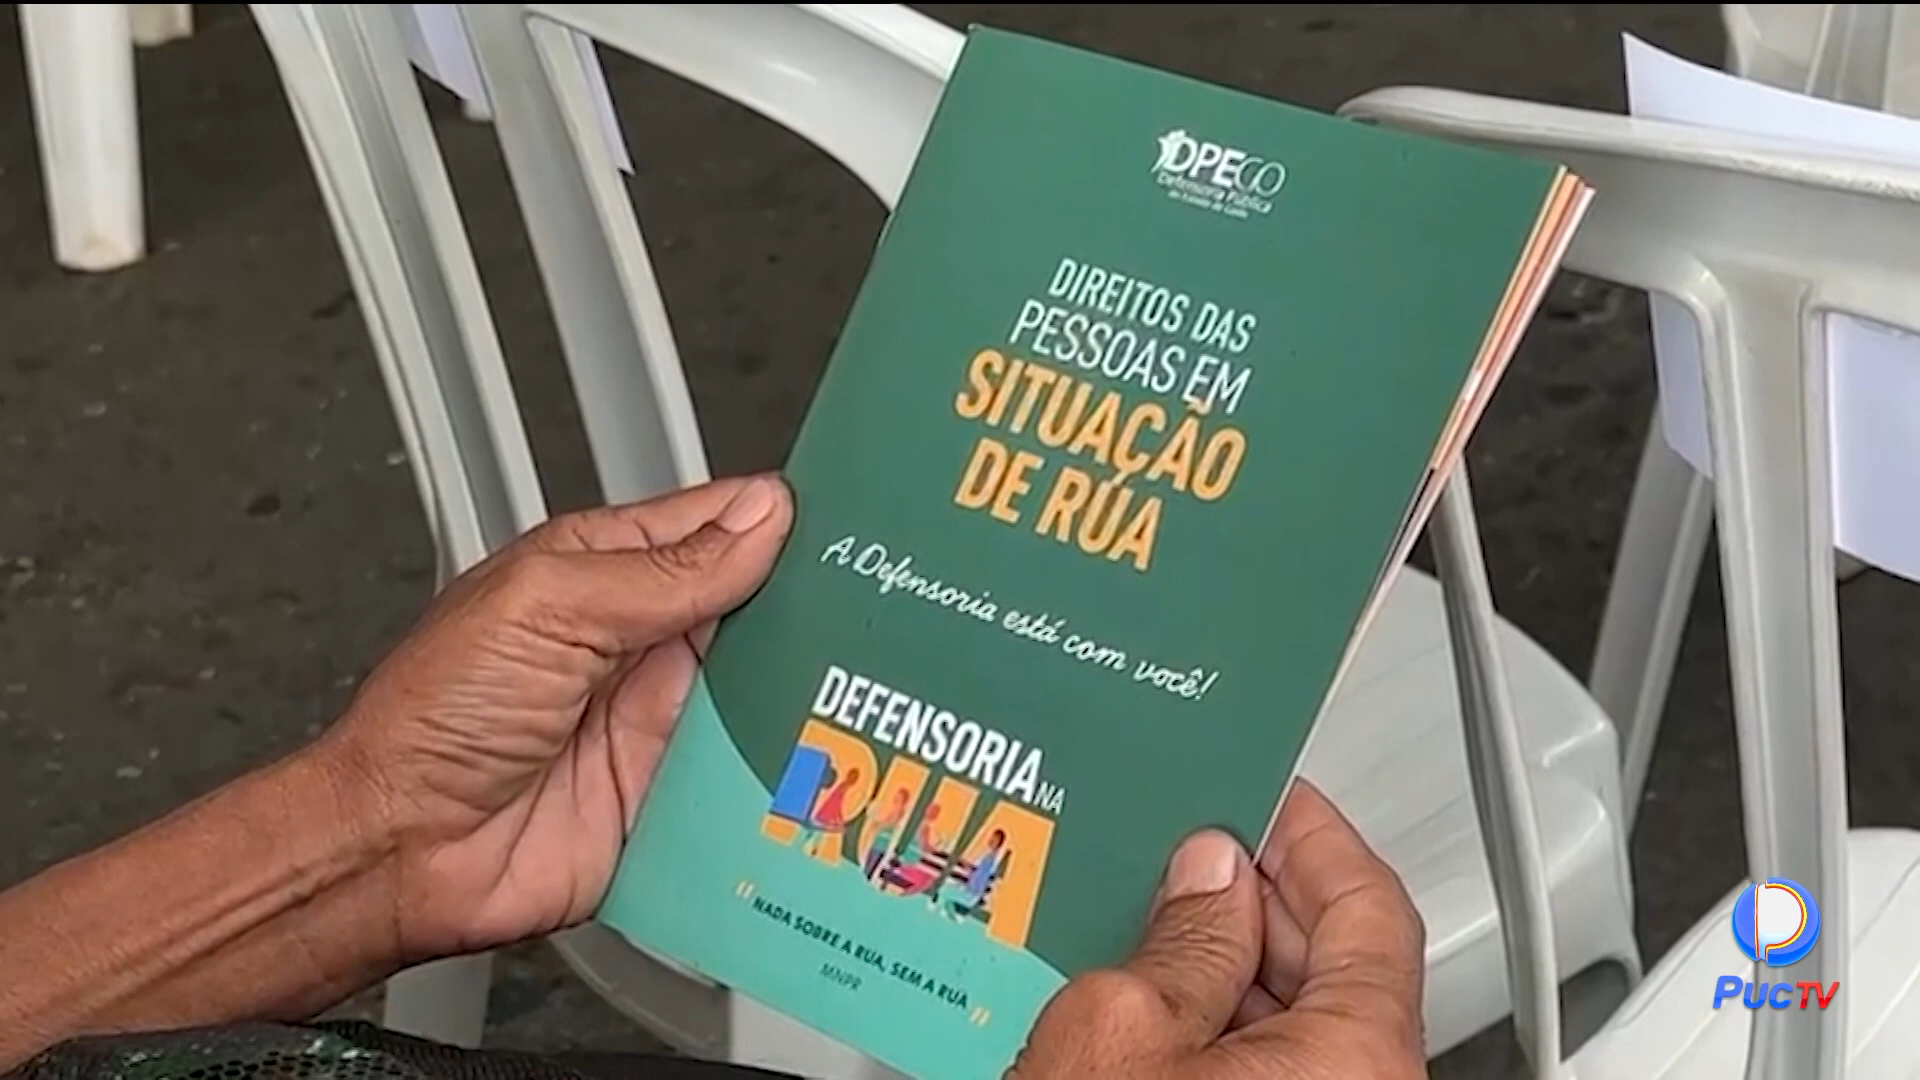 DPEGO
Defensoria Pública
do Estado de Goiás
DIREITOS DAS
PESSOAS EM
SITUAÇÃO
DE RUA
A Defensoria está com você!
DEFENSORIA NA
RUA
"NADA SOBRE A RUA, SEM A RUA"
MNPR
PUCTV